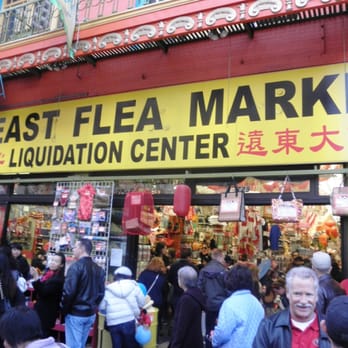 EAST FLEA MARK
LIQUIDATION CENTER 遠東大